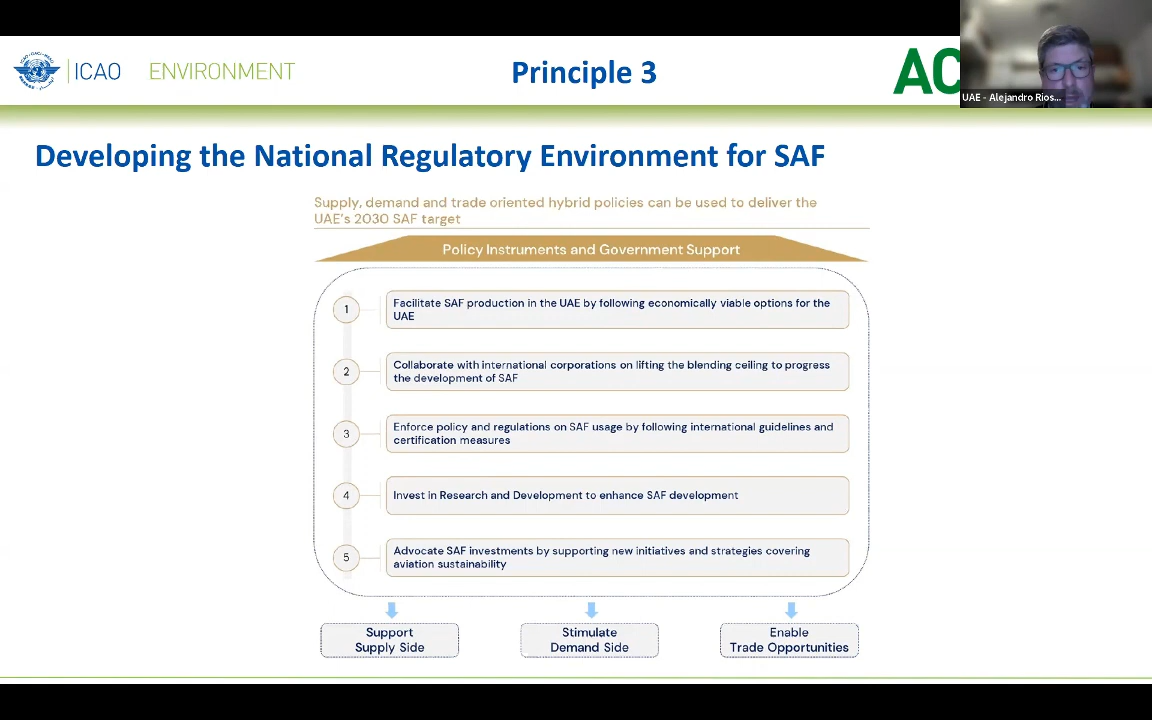 ICAO
ENVIRONMENT
Principle 3
AC
UAE - Alejandro Rios...
Developing the National Regulatory Environment for SAF
Supply, demand and trade oriented hybrid policies can be used to deliver the
UAE's 2030 SAF target
Policy Instruments and Government Support
1
Facilitate SAF production in the UAE by following economically viable options for the
UAE
2
Collaborate with international corporations on lifting the blending ceiling to progress
the development of SAF
3
Enforce policy and regulations on SAF usage by following international guidelines and
certification measures
4
Invest in Research and Development to enhance SAF development
5
Advocate SAF investments by supporting new initiatives and strategies covering
aviation sustainability
Support
Supply Side
Stimulate
Demand Side
Enable
Trade Opportunities